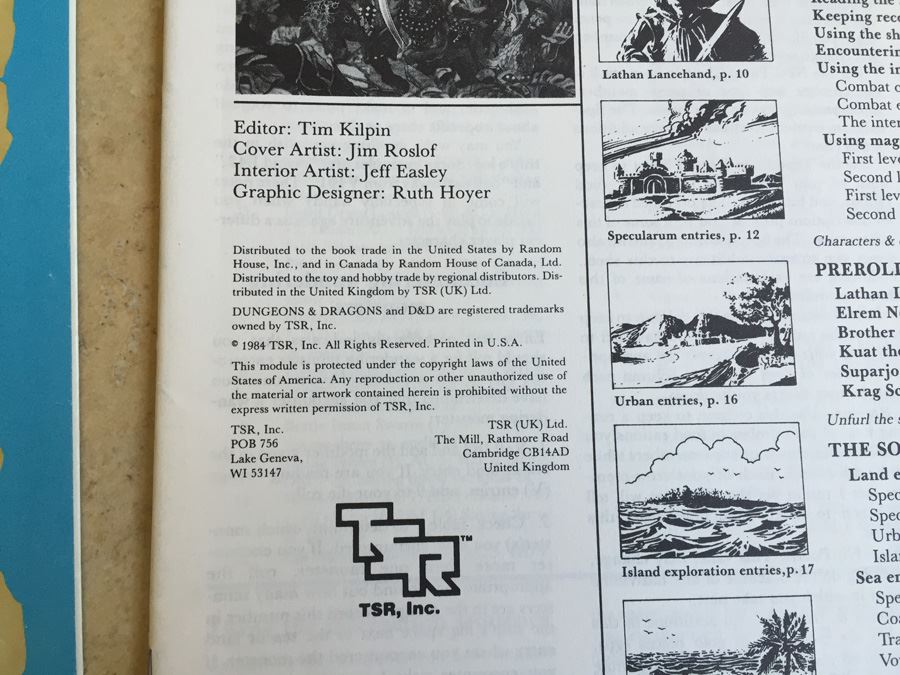 Editor: Tim Kilpin
Cover Artist: Jim Roslof
Interior Artist: Jeff Easley
Graphic Designer: Ruth Hoyer
Distributed to the book trade in the United States by Random
House, Inc., and in Canada by Random House of Canada, Ltd.
Distributed to the toy and hobby trade by regional distributors. Dis-
tributed in the United Kingdom by TSR (UK) Ltd.
DUNGEONS & DRAGONS and D&D are registered trademarks
owned by TSR, Inc.
© 1984 TSR, Inc. All Rights Reserved. Printed in U.S.A.
This module is protected under the copyright laws of the United
States of America. Any reproduction or other unauthorized use of
the material or artwork contained herein is prohibited without the
express written permission of TSR, Inc.
TSR, Inc.
POB 756
Lake Geneva,
WI 53147
TSR (UK) Ltd.
The Mill, Rathmore Road
Cambridge CB14AD
United Kingdom
TSR™
TSR, Inc.
Lathan Lancehand, p. 10
Specularum entries, p. 12
Urban entries, p. 16
Island exploration entries, p. 17
Reading the
Keeping reco
Using the sh
Encounterin
Using the in
Combat c
Combat e
The inter
Using mag
First leve
Second l
First lev
Second
Characters &
PREROLL
Lathan L
Elrem N
Brother
Kuat the
Suparjo
Krag Sc
Unfurl the s
THE SO
Land e
Spec
Spec
Urb
Isla
Sea en
Spe
Coa
Tra
Vo